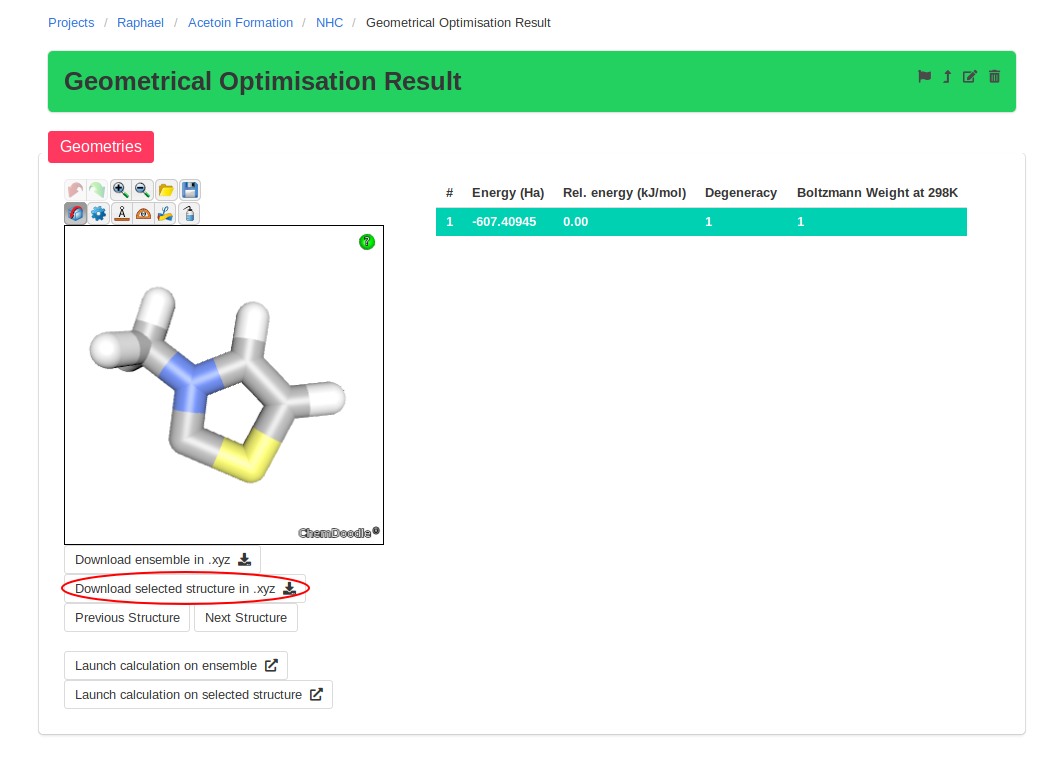 Projects / Raphael / Acetoin Formation / NHC / Geometrical Optimisation Result
Geometrical Optimisation Result
Geometries
# Energy (Ha) Rel. energy (kJ/mol) Degeneracy Boltzmann Weight at 298K
1 -607.40945 0.00 1 1
?
ChemDoodle®
Download ensemble in .xyz
Download selected structure in .xyz
Previous Structure Next Structure
Launch calculation on ensemble
Launch calculation on selected structure